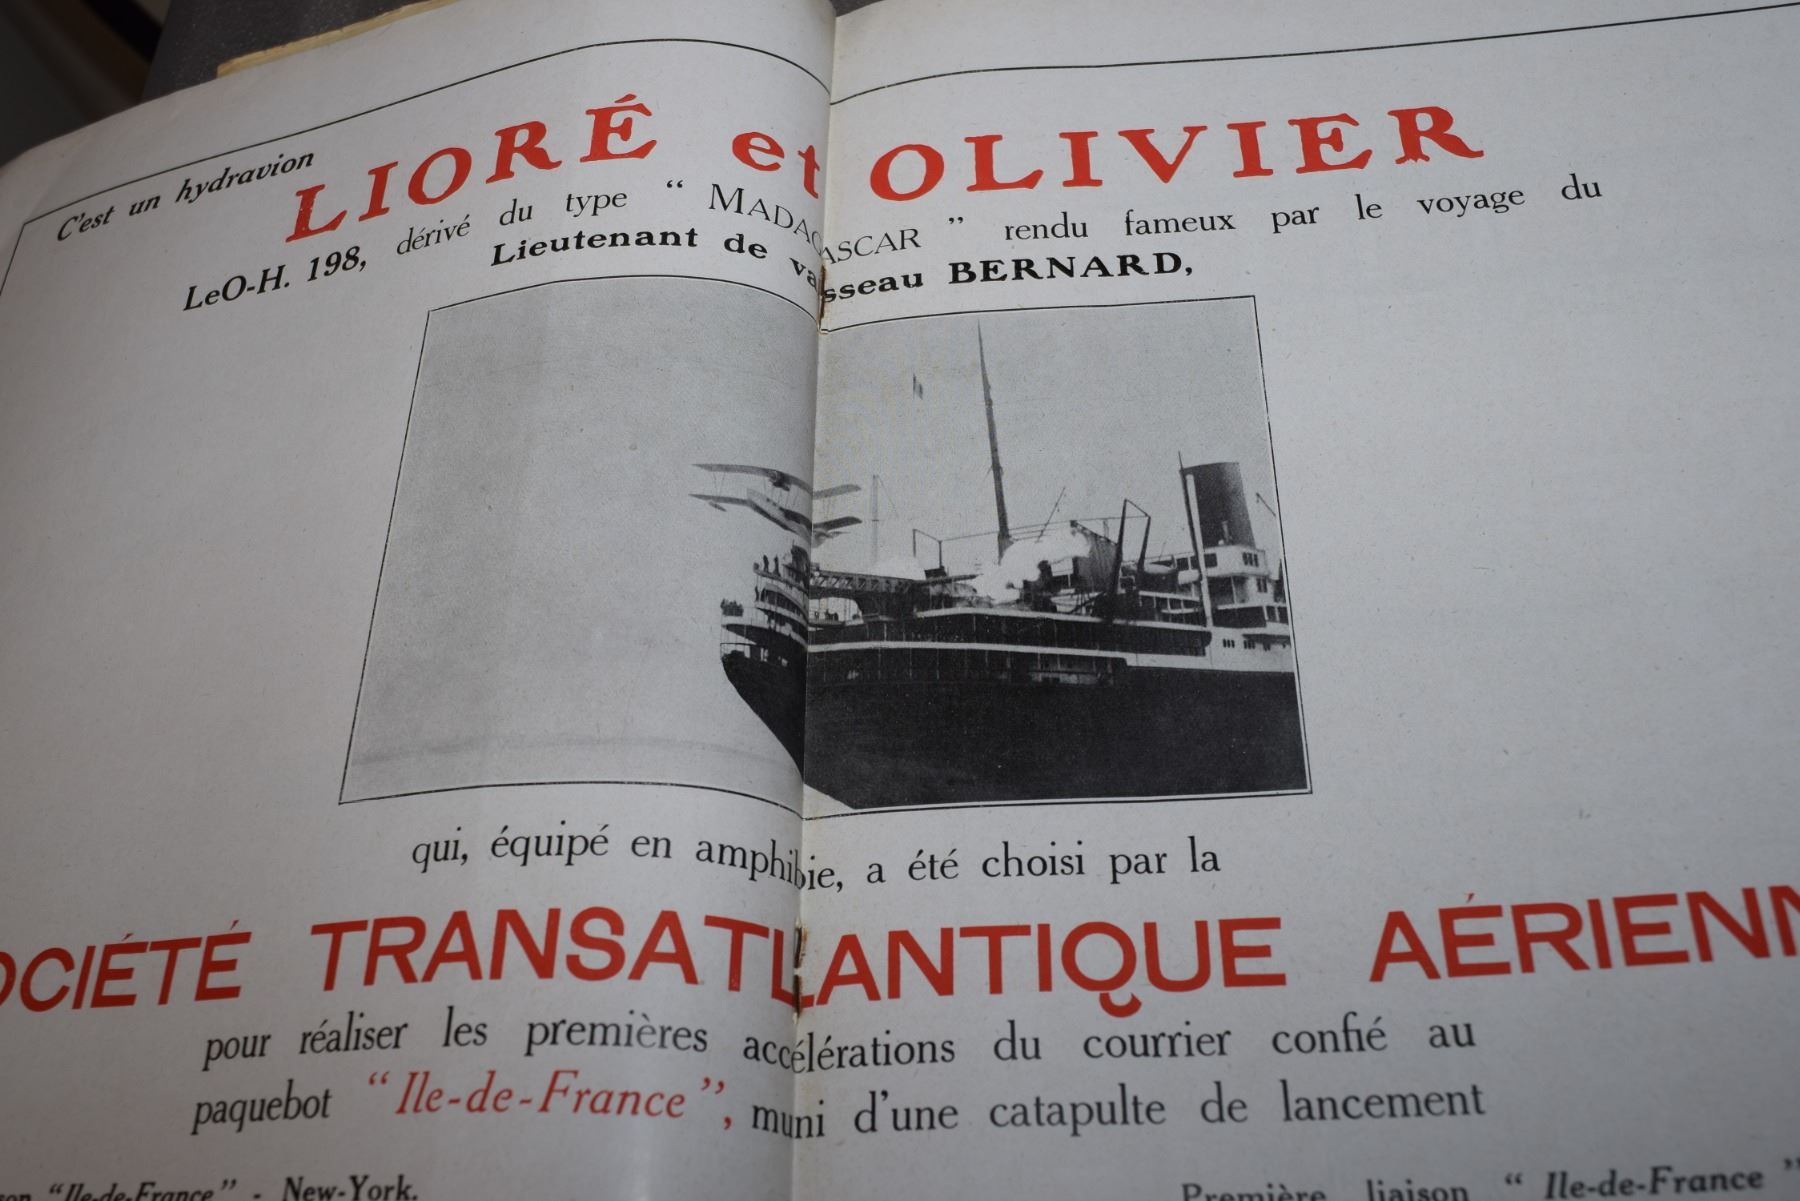 C'est un hydravion
LIORÉ et OLIVIER
LeO-H. 198, dérivé du type “ MADAGASCAR ” rendu fameux par le voyage du
Lieutenant de vaisseau BERNARD,
qui, équipé en amphibie, a été choisi par la
SOCIÉTÉ TRANSATLANTIQUE AÉRIENN
pour réaliser les premières accélérations du courrier confié au
paquebot “Ile-de-France”, muni d'une catapulte de lancement
“Ile-de-France” - New-York.
Première liaison “ Ile-de-France ”